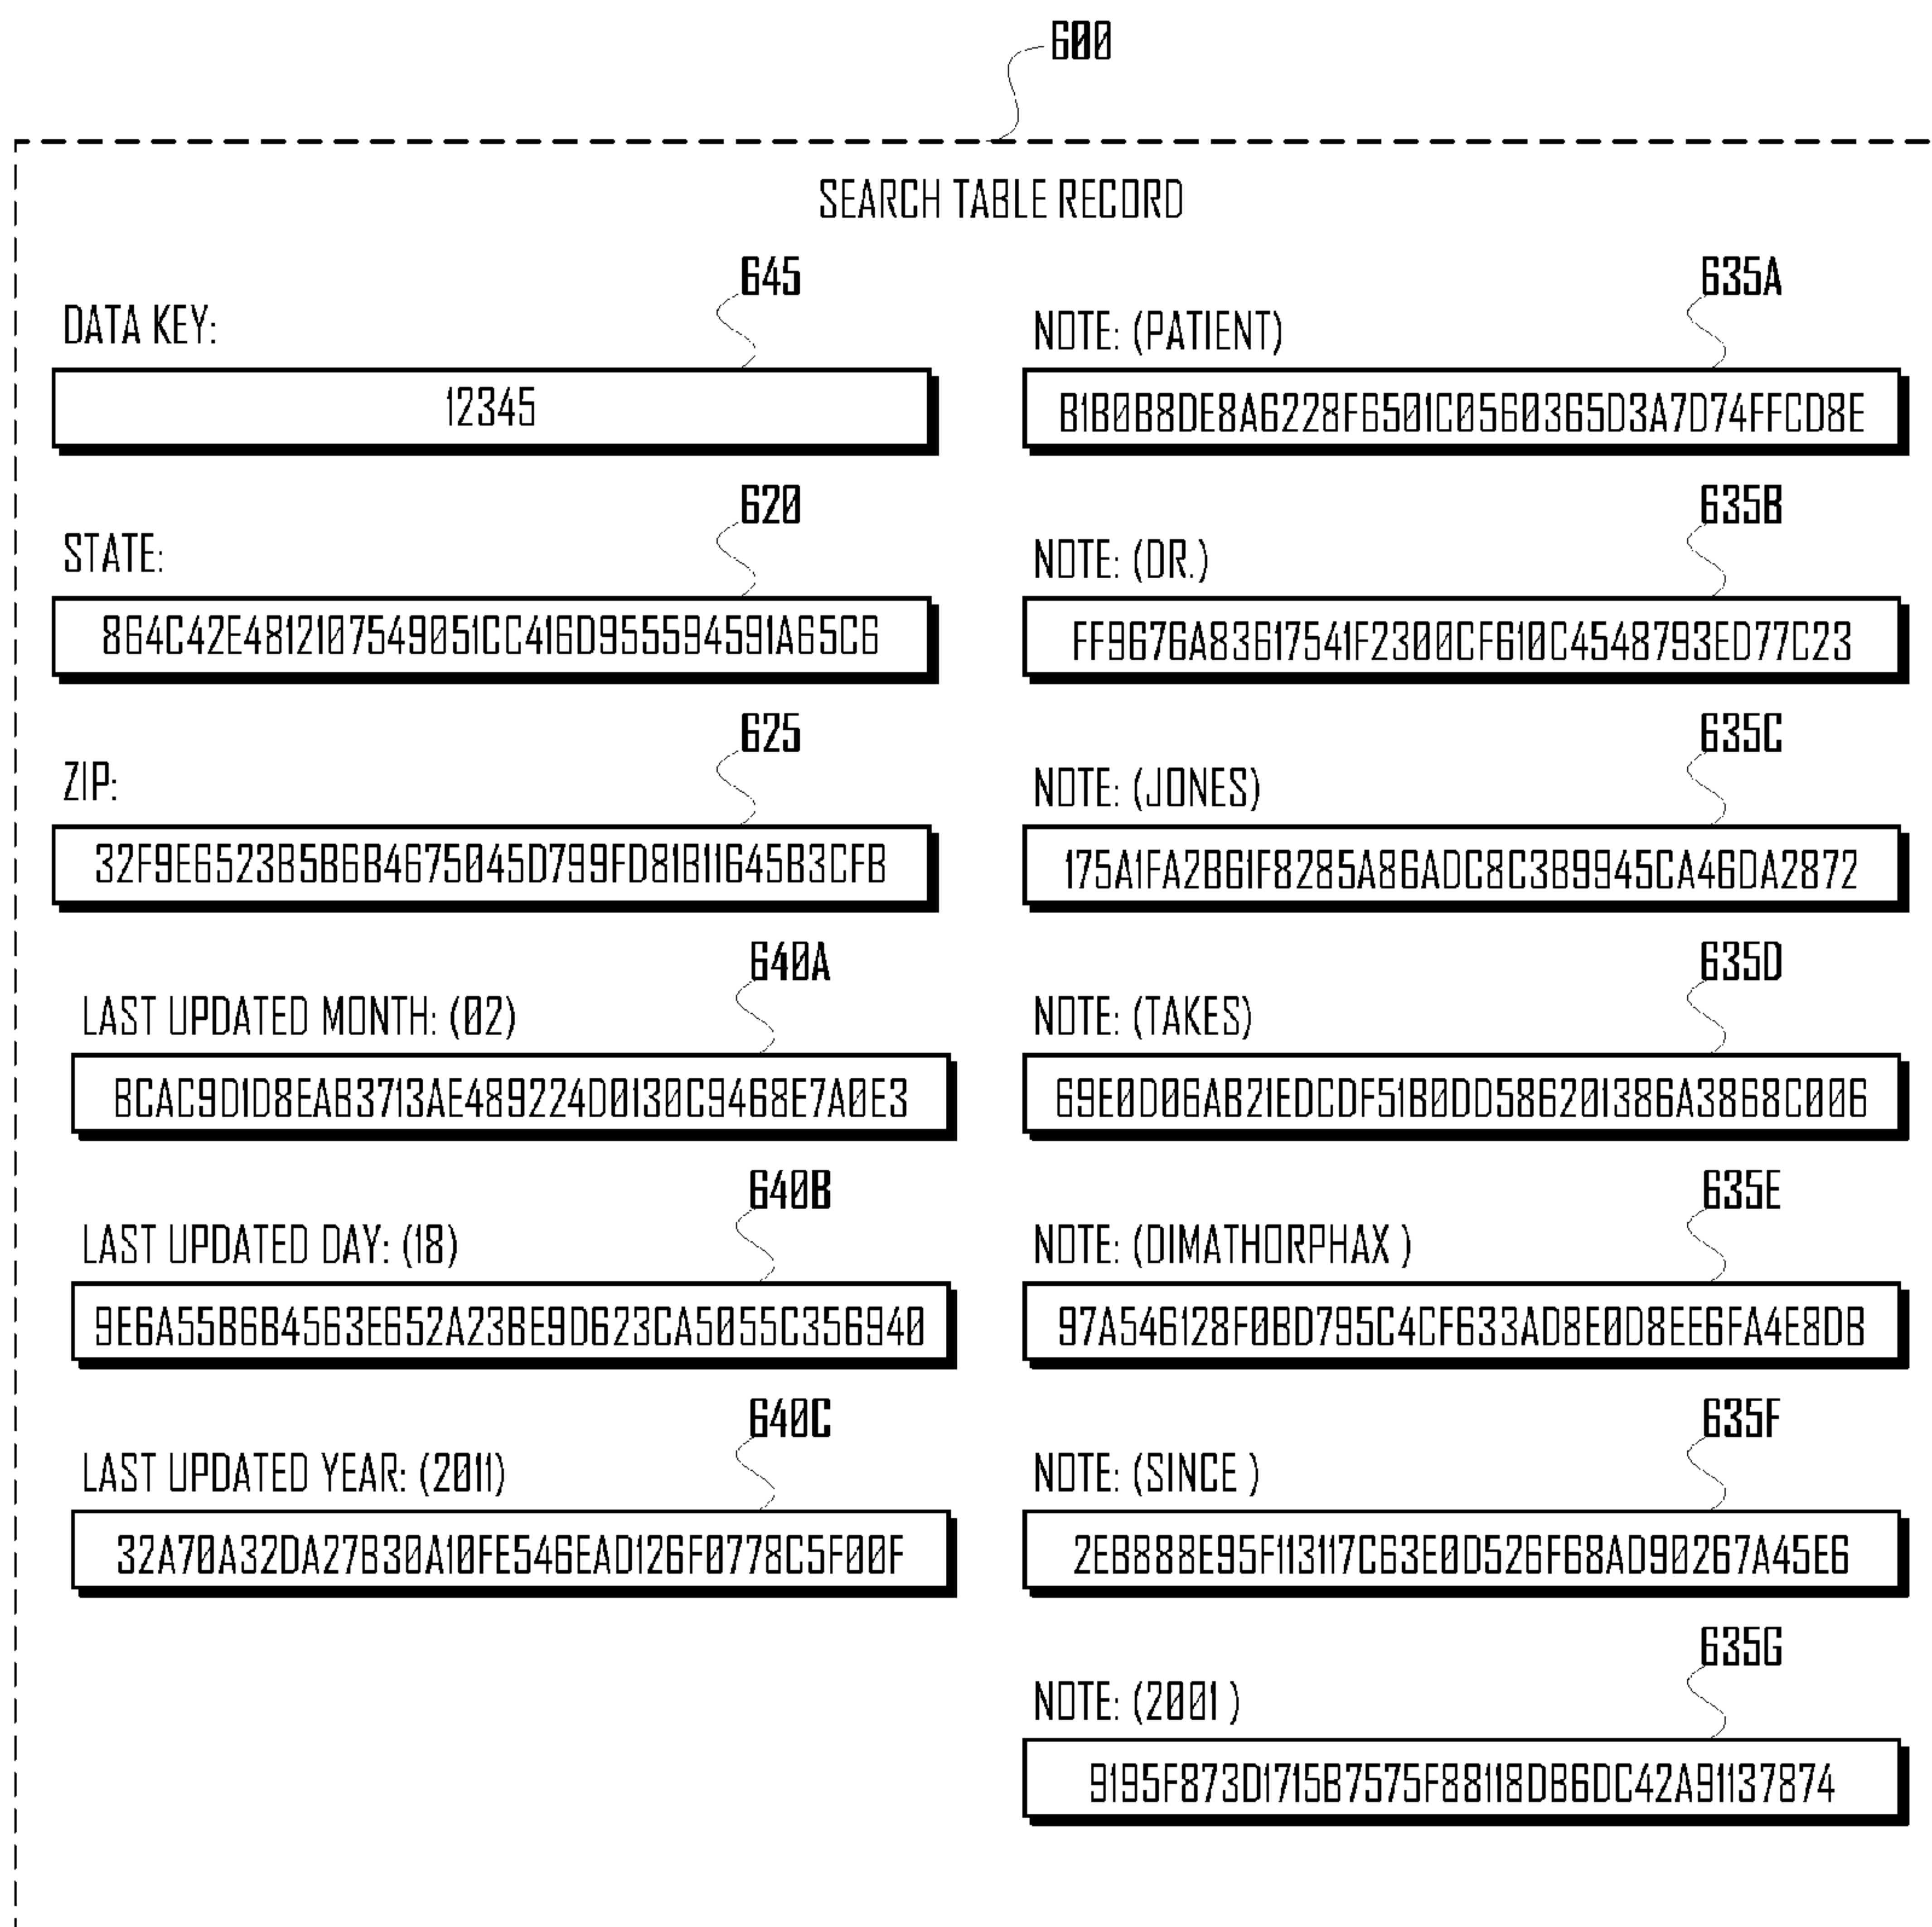 600
SEARCH TABLE RECORD
645
DATA KEY:
12345
620
STATE:
864C42E4812107549051CC416D955594591A65C6
625
ZIP:
32F9E6523B5B6B4675045D799FD81B11645B3CFB
640A
LAST UPDATED MONTH: (02)
BCAC9D1D8EAB3713AE489224D0130C9468E7A0E3
640B
LAST UPDATED DAY: (18)
9E6A55B6B4563E652A23BE9D623CA5055C356940
640C
LAST UPDATED YEAR: (2011)
32A70A32DA27B30A10FE546EAD126F0778C5F00F
635A
NOTE: (PATIENT)
B1B0B8DE8A6228F6501C0560365D3A7D74FFCD8E
635B
NOTE: (DR.)
FF9676A83617541F2300CF610C4548793ED77C23
635C
NOTE: (JONES)
175A1FA2B61F8285A86ADC8C3B9945CA46DA2872
635D
NOTE: (TAKES)
69E0D06AB21EDCDF51B0DD586201386A3868C006
635E
NOTE: (DIMATHORPHAX )
97A546128F0BD795C4CF633AD8E0D8EE6FA4E8DB
635F
NOTE: (SINCE )
2EB888E95F113117C63E0D526F68AD90267A45E6
635G
NOTE: (2001 )
9195F873D1715B7575F88118DB6DC42A91137874